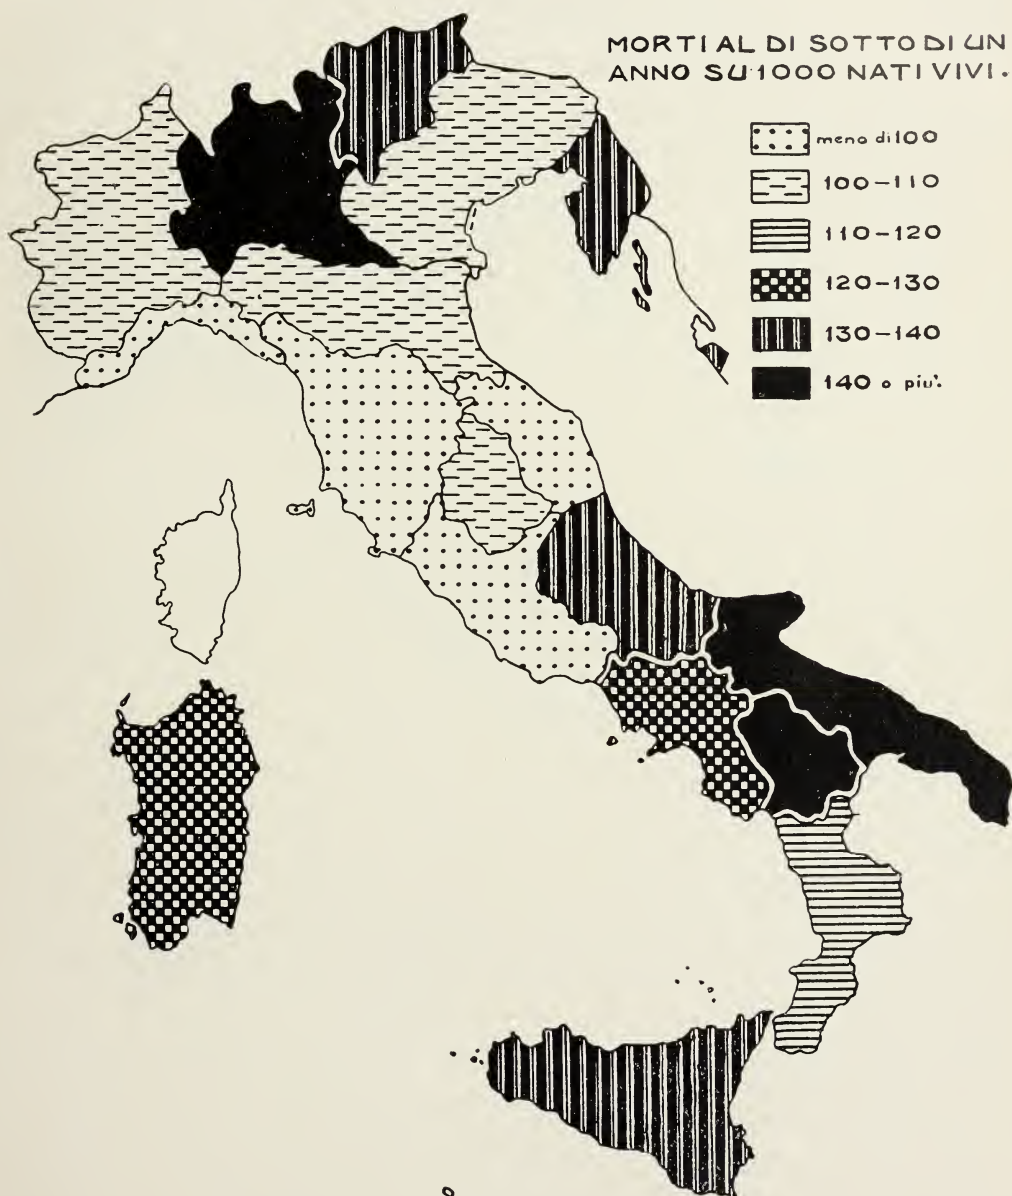 MORTI AL DI SOTTO DI UN
ANNO SU 1000 NATI VIVI.
meno di 100
100-110
110-120
120-130
130-140
140 o più.